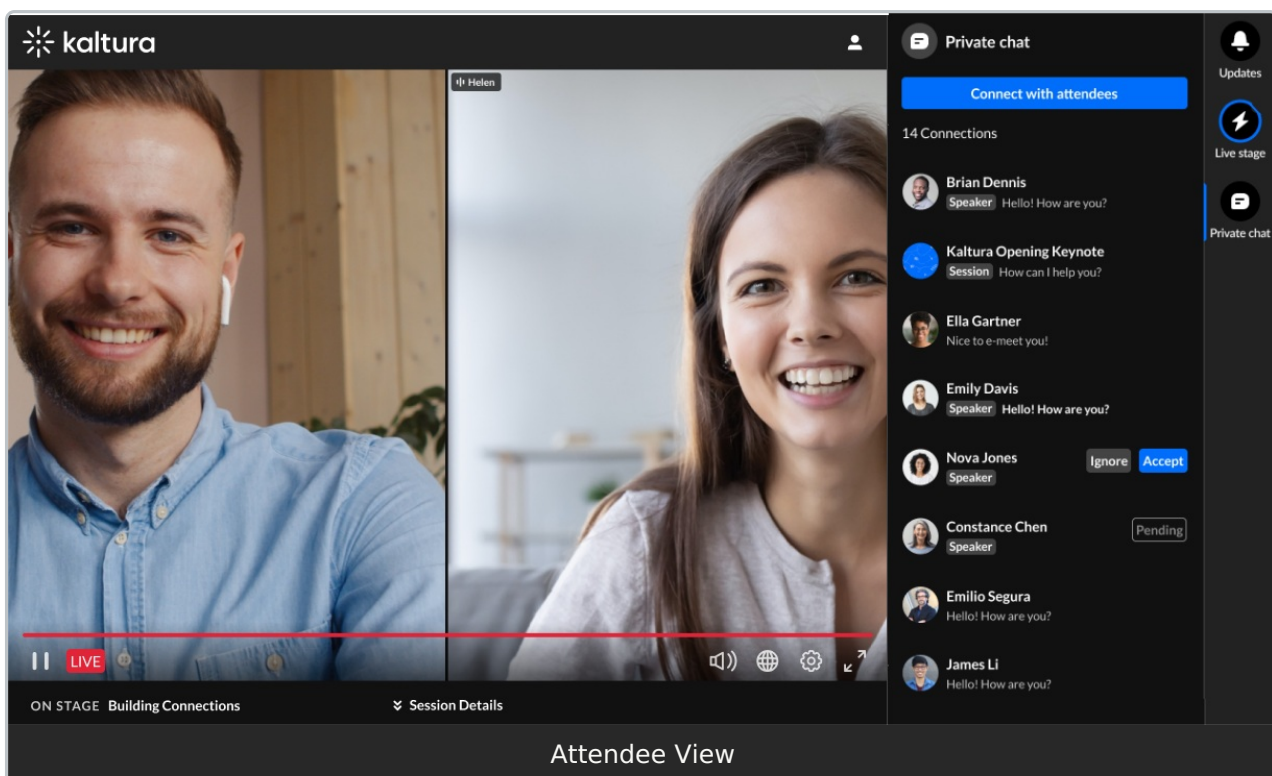 kaltura
Helen
LIVE
ON STAGE Building Connections
Session Details
Private chat
Connect with attendees
14 Connections
Brian Dennis
Speaker Hello! How are you?
Kaltura Opening Keynote
Session How can I help you?
Ella Gartner
Nice to e-meet you!
Emily Davis
Speaker Hello! How are you?
Nova Jones
Speaker
Ignore Accept
Constance Chen
Speaker
Pending
Emilio Segura
Hello! How are you?
James Li
Hello! How are you?
Updates
Live stage
Private chat
Attendee View